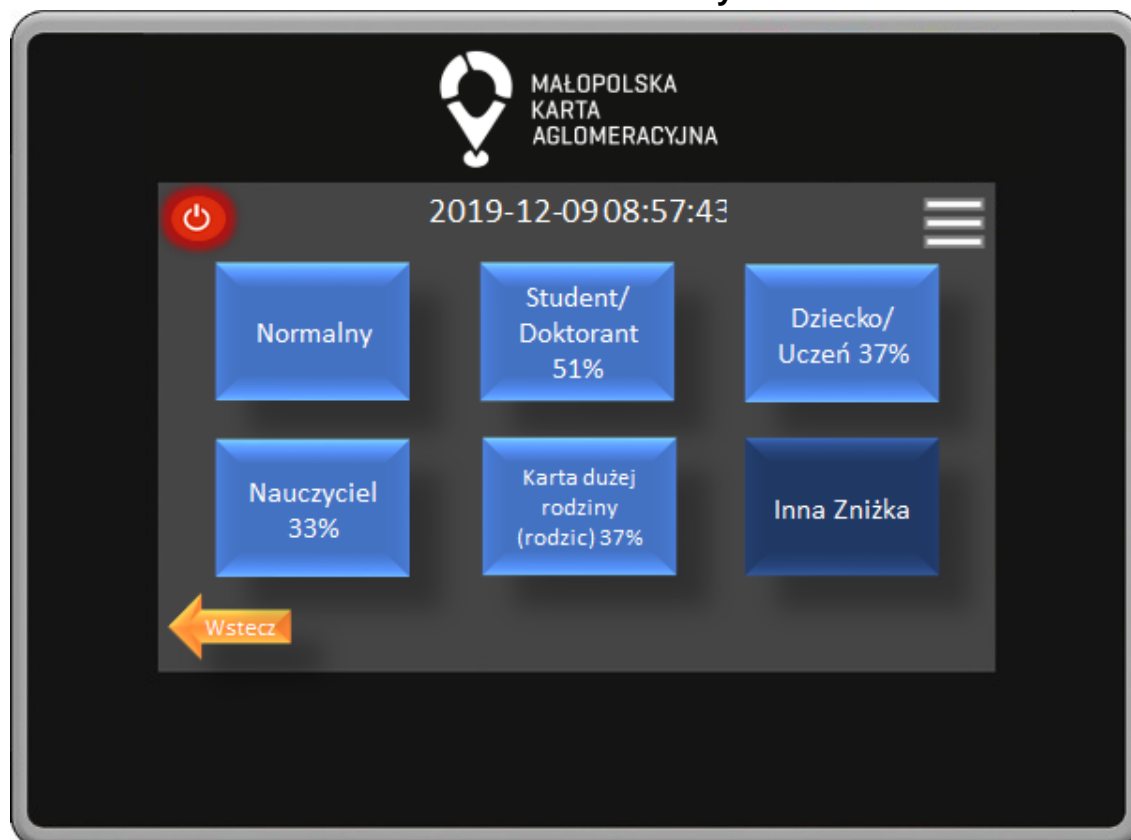 MAŁOPOLSKA
KARTA
AGLOMERACYJNA
2019-12-09 08:57:43
Normalny
Student/
Doktorant
51%
Dziecko/
Uczeń 37%
Nauczyciel
33%
Karta dużej
rodziny
(rodzic) 37%
Inna Zniżka
Wstecz